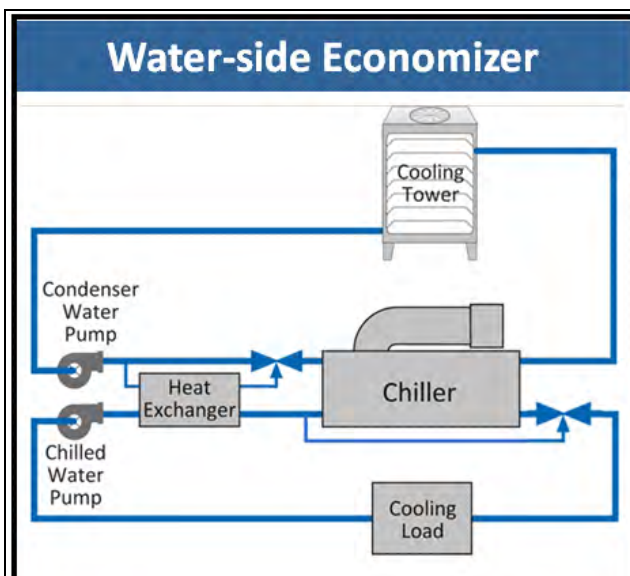 Water-side Economizer
Cooling
Tower
Condenser
Water
Pump
Heat
Exchanger
Chiller
Chilled
Water
Pump
Cooling
Load